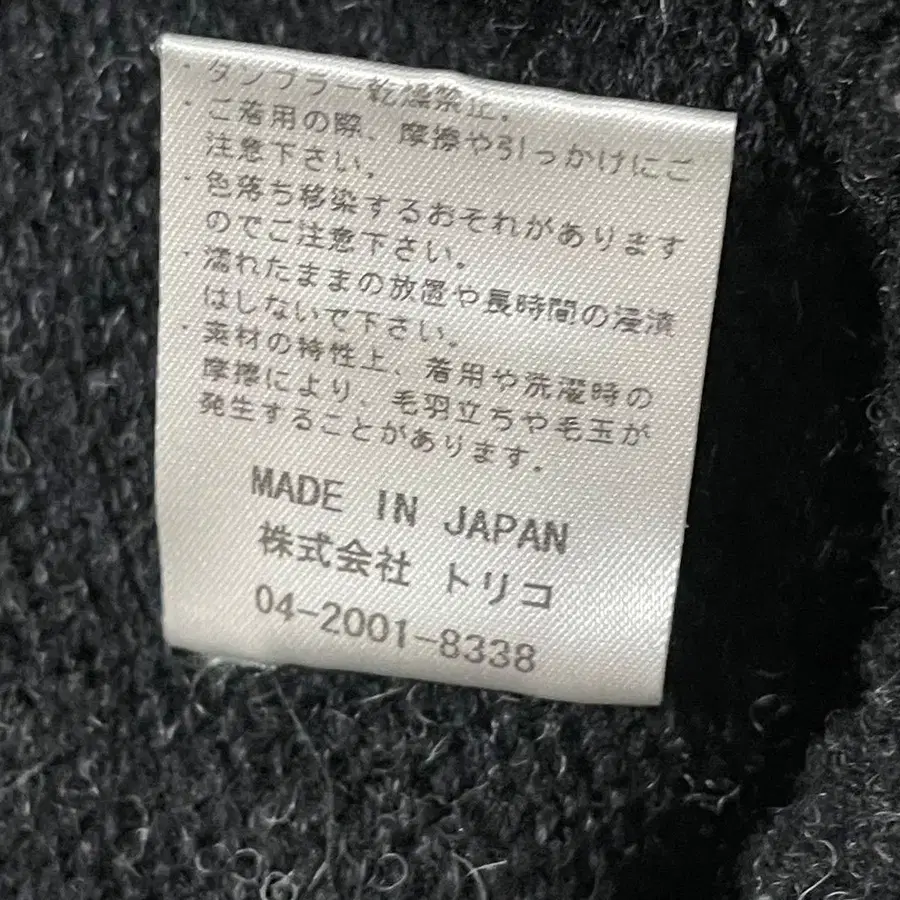 ・タンブラー乾燥禁止.
・ご着用の際、摩擦や引っかけにご
注意下さい。
・色落ち移染するおそれがあります
のでご注意下さい。
・濡れたままの放置や長時間の浸漬
はしないで下さい。
・素材の特性上、着用や洗濯時の
摩擦により、毛羽立ちや毛玉が
発生することがあります.
MADE IN JAPAN
株式会社 トリコ
04-2001-8338